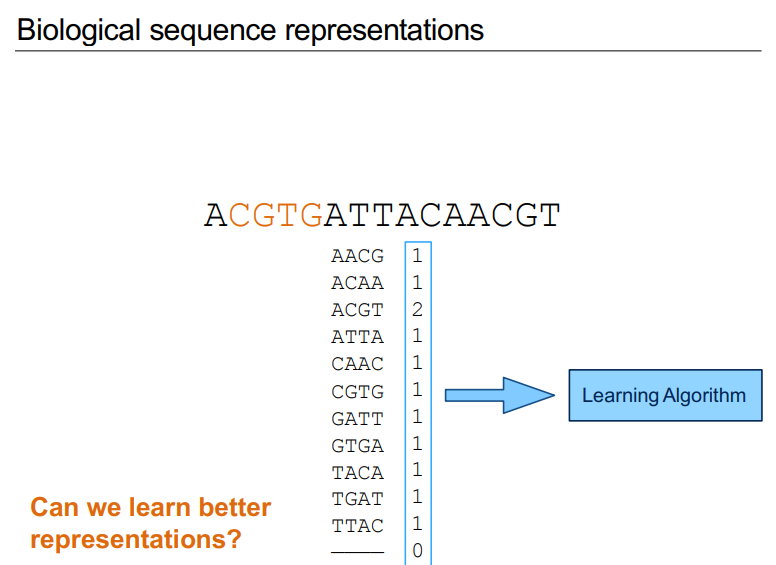 Biological sequence representations
ACGTGATTACAACGT
AACG 1
ACAA 1
ACGT 2
ATTA 1
CAAC 1
CGTG 1
GATT 1
GTGA 1
TACA 1
TGAT 1
TTAC 1
____ 0
Learning Algorithm
Can we learn better
representations?